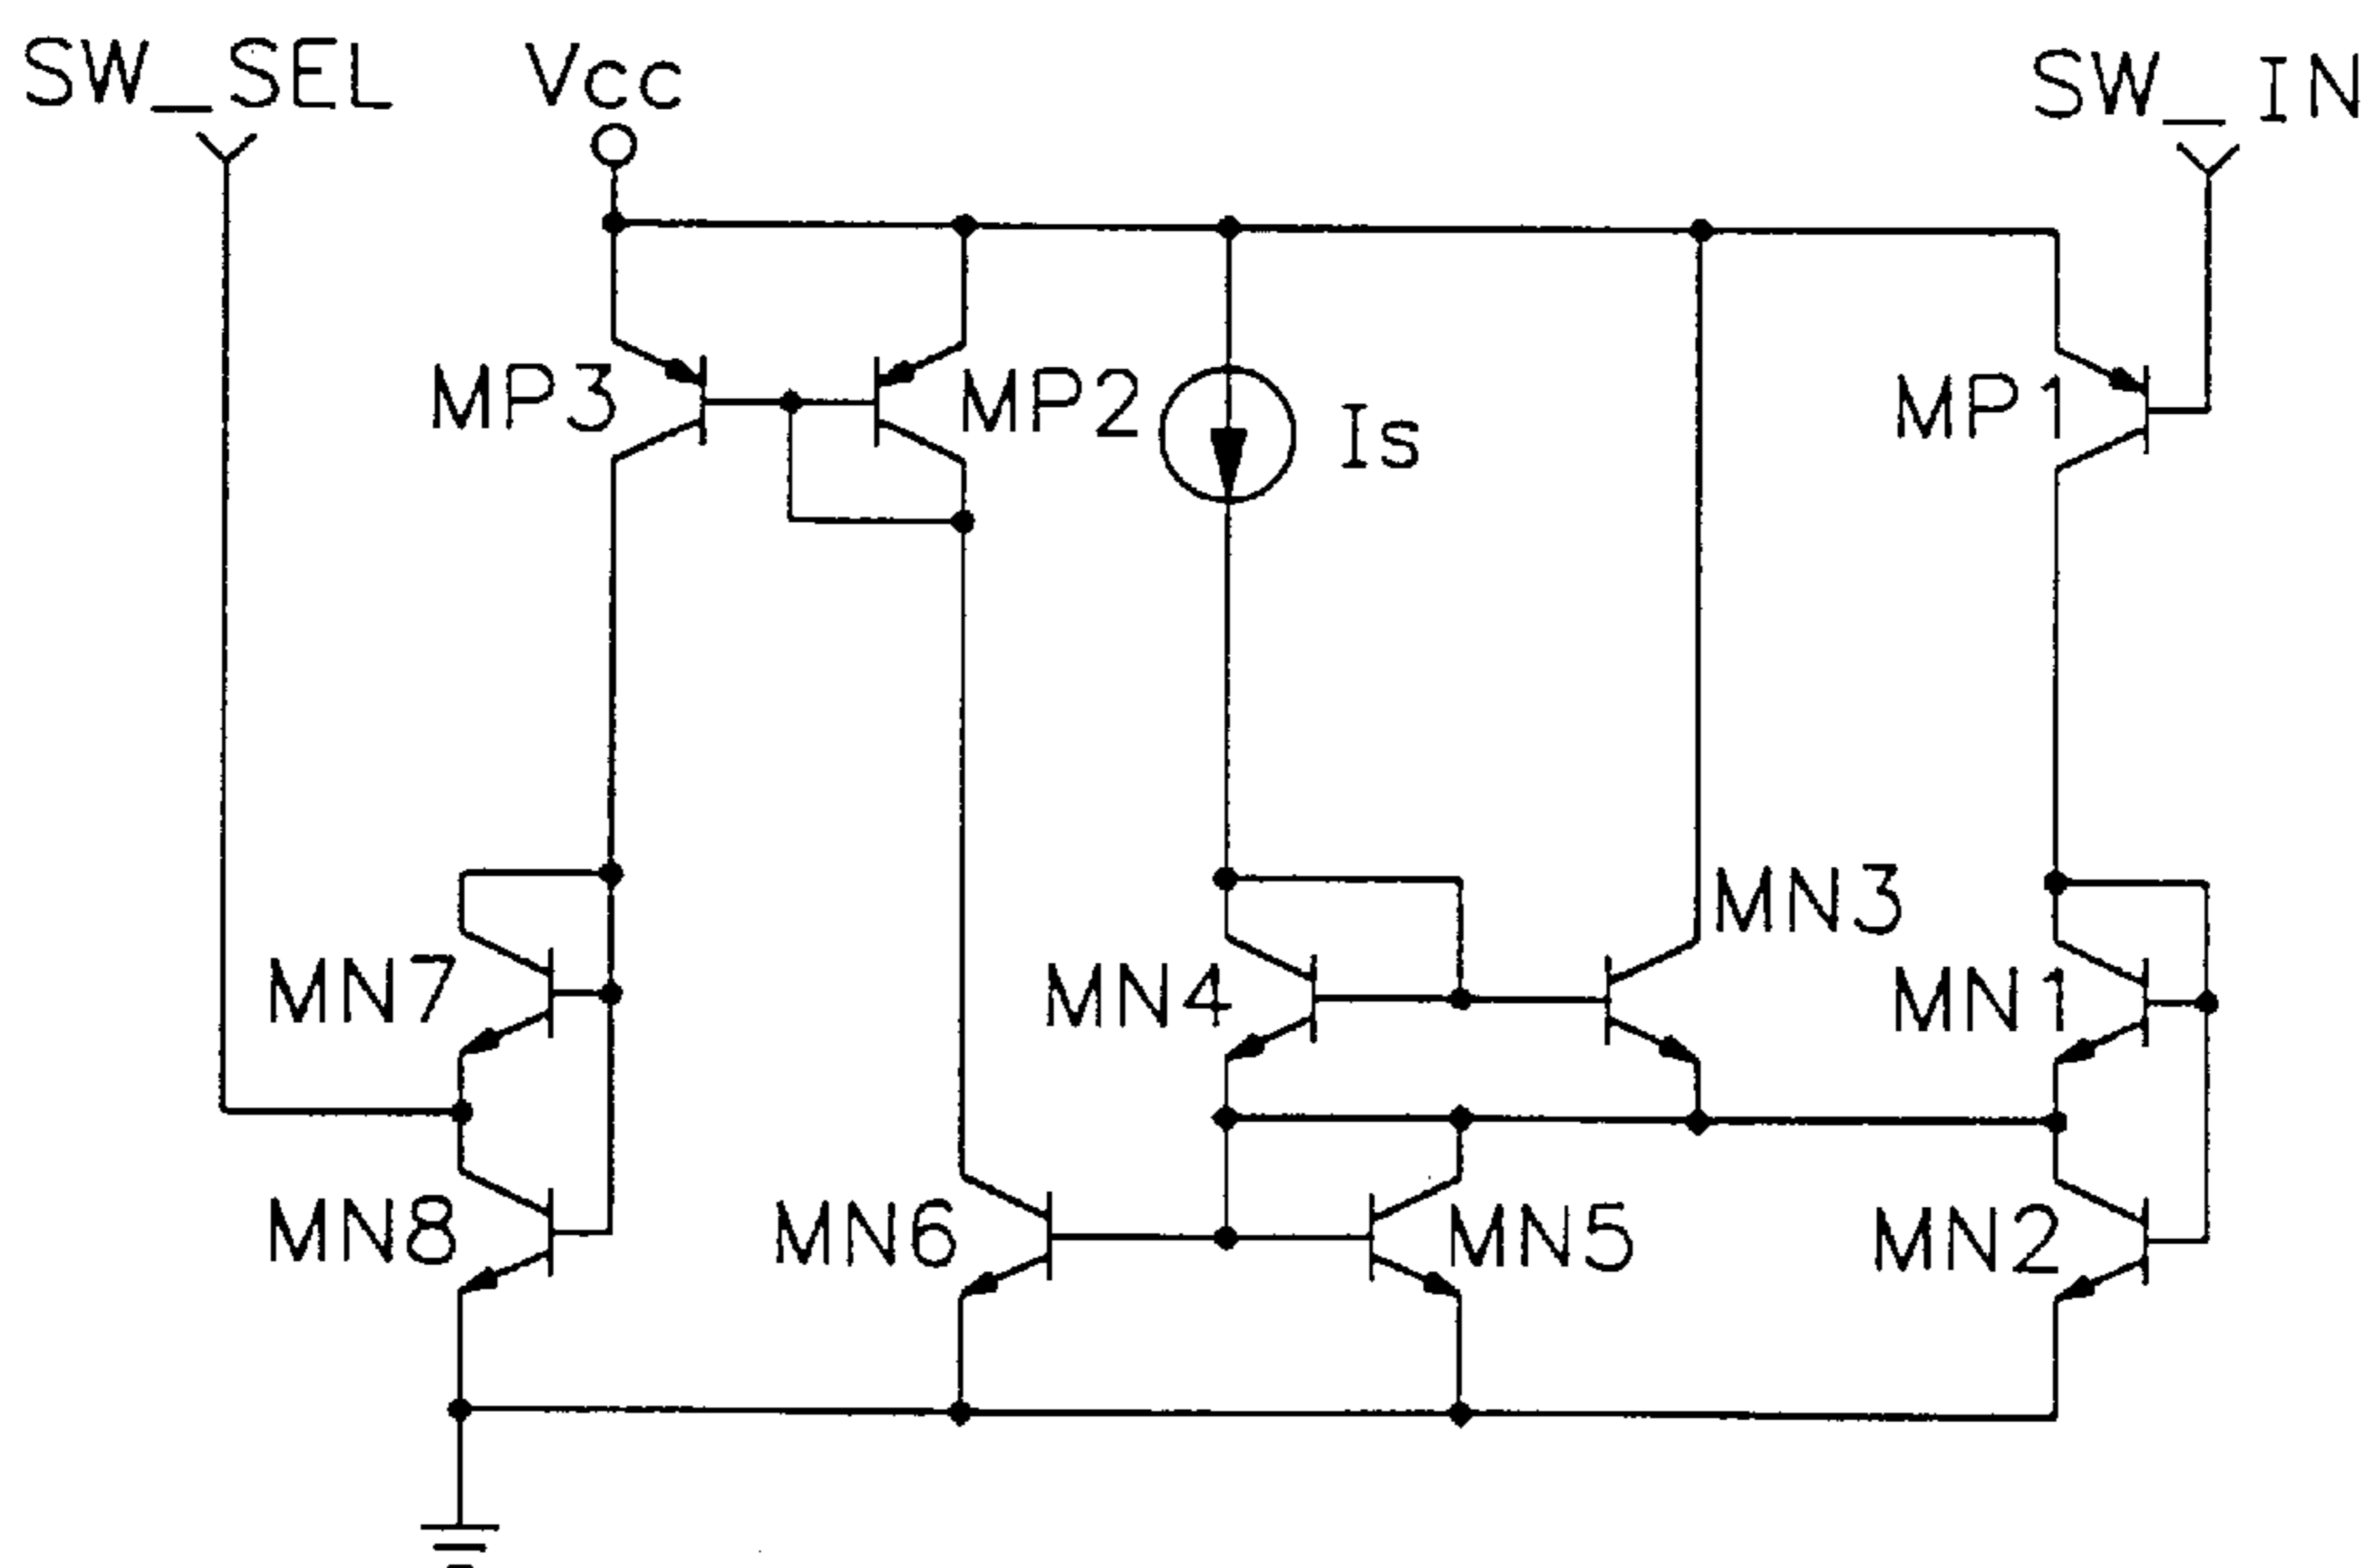 SW_SEL
Vcc
SW_IN
MP3
MP2
Is
MP1
MN3
MN7
MN4
MN1
MN8
MN6
MN5
MN2